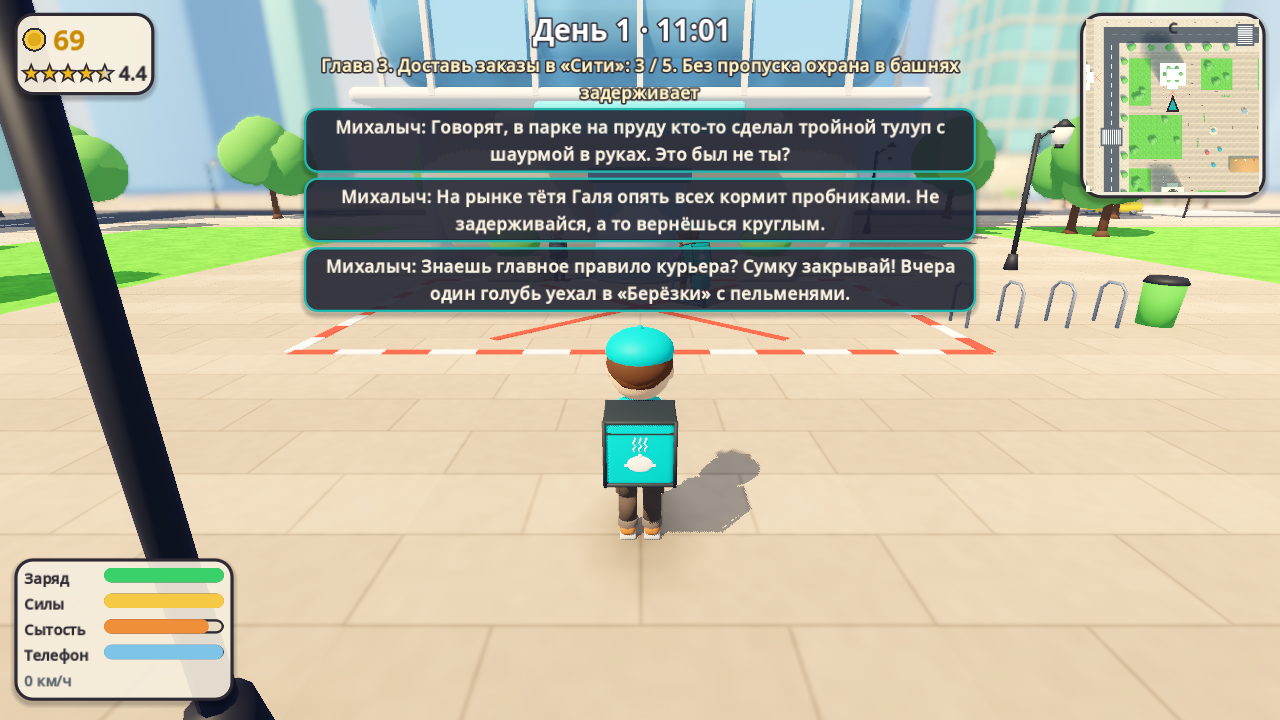 69
4.4
День 1 · 11:01
Глава 3. Доставь заказы в «Сити»: 3 / 5. Без пропуска охрана в башнях
задерживает
Михалыч: Говорят, в парке на пруду кто-то сделал тройной тулуп с
шаурмой в руках. Это был не ты?
Михалыч: На рынке тётя Галя опять всех кормит пробниками. Не
задерживайся, а то вернёшься круглым.
Михалыч: Знаешь главное правило курьера? Сумку закрывай! Вчера
один голубь уехал в «Берёзки» с пельменями.
С
Заряд
Силы
Сытость
Телефон
0 км/ч